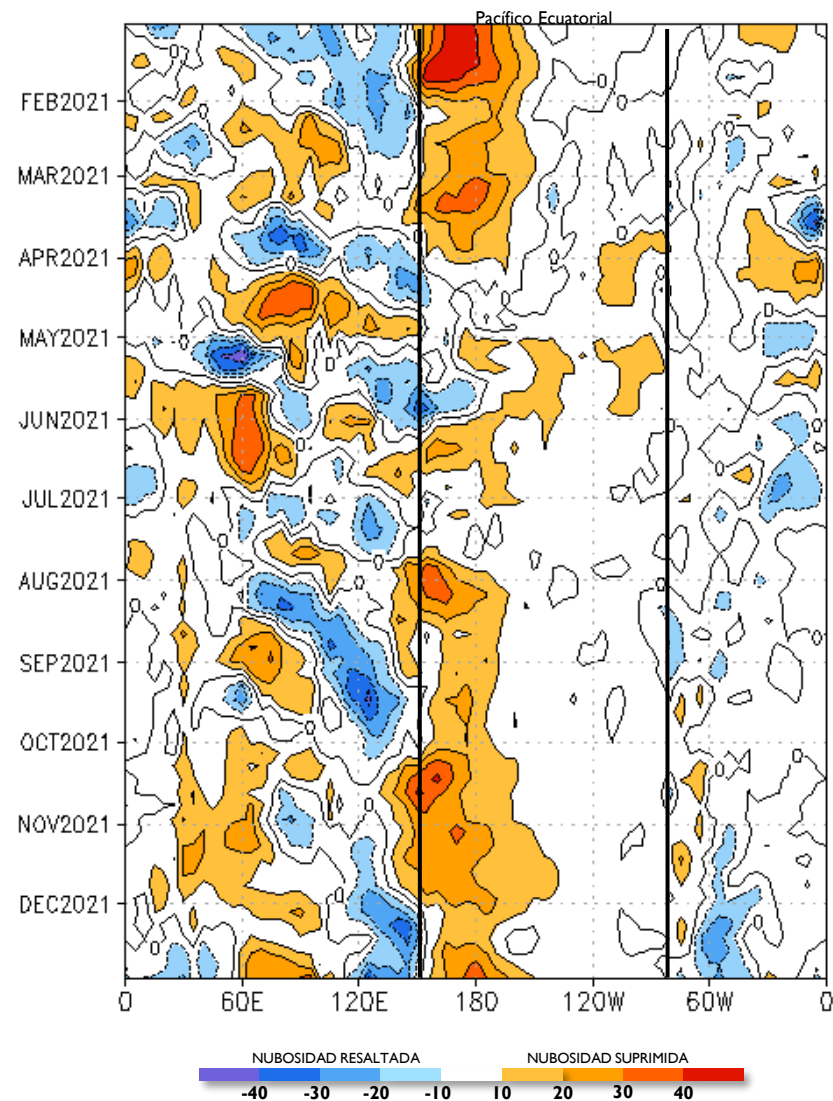 Pacífico Ecuatorial
FEB2021
MAR2021
APR2021
MAY2021
JUN2021
JUL2021
AUG2021
SEP2021
OCT2021
NOV2021
DEC2021
0 60E 120E 180 120W 60W 0
NUBOSIDAD RESALTADA NUBOSIDAD SUPRIMIDA
-40 -30 -20 -10 10 20 30 40